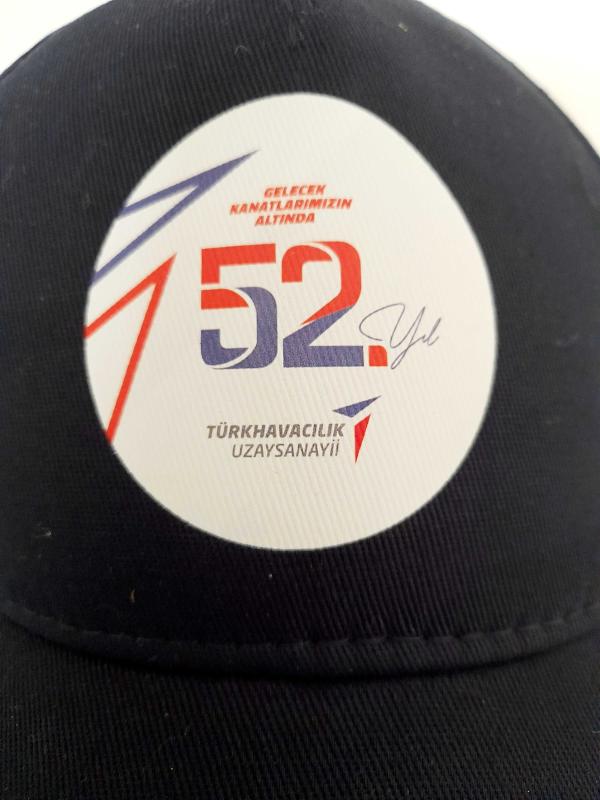 GELECEK
KANATLARIMIZIN
ALTINDA
52. Yıl
TÜRKHAVACILIK
UZAYSANAYİİ